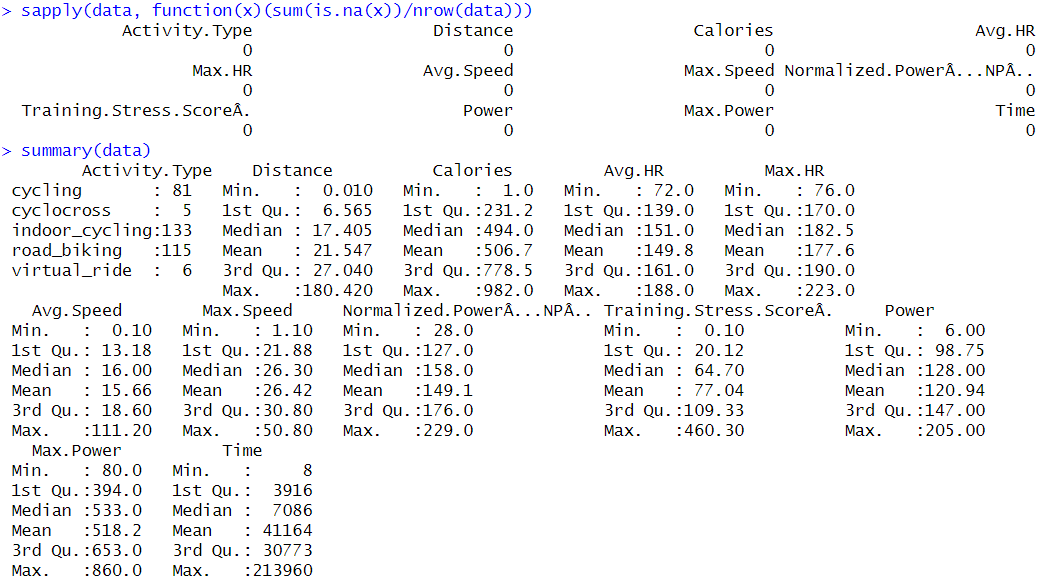 > sapply(data, function(x)(sum(is.na(x))/nrow(data)))
Activity.Type Distance Calories Avg.HR
0 0 0 0
Max.HR Avg.Speed Max.Speed Normalized.PowerÂ...NPÂ..
0 0 0 0
Training.Stress.ScoreÂ. Power Max.Power Time
0 0 0 0
> summary(data)
Activity.Type Distance Calories Avg.HR Max.HR
cycling : 81 Min. : 0.010 Min. : 1.0 Min. : 72.0 Min. : 76.0
cyclocross : 5 1st Qu.: 6.565 1st Qu.:231.2 1st Qu.:139.0 1st Qu.:170.0
indoor_cycling:133 Median : 17.405 Median :494.0 Median :151.0 Median :182.5
road_biking :115 Mean : 21.547 Mean :506.7 Mean :149.8 Mean :177.6
virtual_ride : 6 3rd Qu.: 27.040 3rd Qu.:778.5 3rd Qu.:161.0 3rd Qu.:190.0
Max. :180.420 Max. :982.0 Max. :188.0 Max. :223.0
Avg.Speed Max.Speed Normalized.PowerÂ...NPÂ.. Training.Stress.ScoreÂ. Power
Min. : 0.10 Min. : 1.10 Min. : 28.0 Min. : 0.10 Min. : 6.00
1st Qu.: 13.18 1st Qu.:21.88 1st Qu.:127.0 1st Qu.: 20.12 1st Qu.: 98.75
Median : 16.00 Median :26.30 Median :158.0 Median : 64.70 Median :128.00
Mean : 15.66 Mean :26.42 Mean :149.1 Mean : 77.04 Mean :120.94
3rd Qu.: 18.60 3rd Qu.:30.80 3rd Qu.:176.0 3rd Qu.:109.33 3rd Qu.:147.00
Max. :111.20 Max. :50.80 Max. :229.0 Max. :460.30 Max. :205.00
Max.Power Time
Min. : 80.0 Min. : 8
1st Qu.:394.0 1st Qu.: 3916
Median :533.0 Median : 7086
Mean :518.2 Mean : 41164
3rd Qu.:653.0 3rd Qu.: 30773
Max. :860.0 Max. :213960